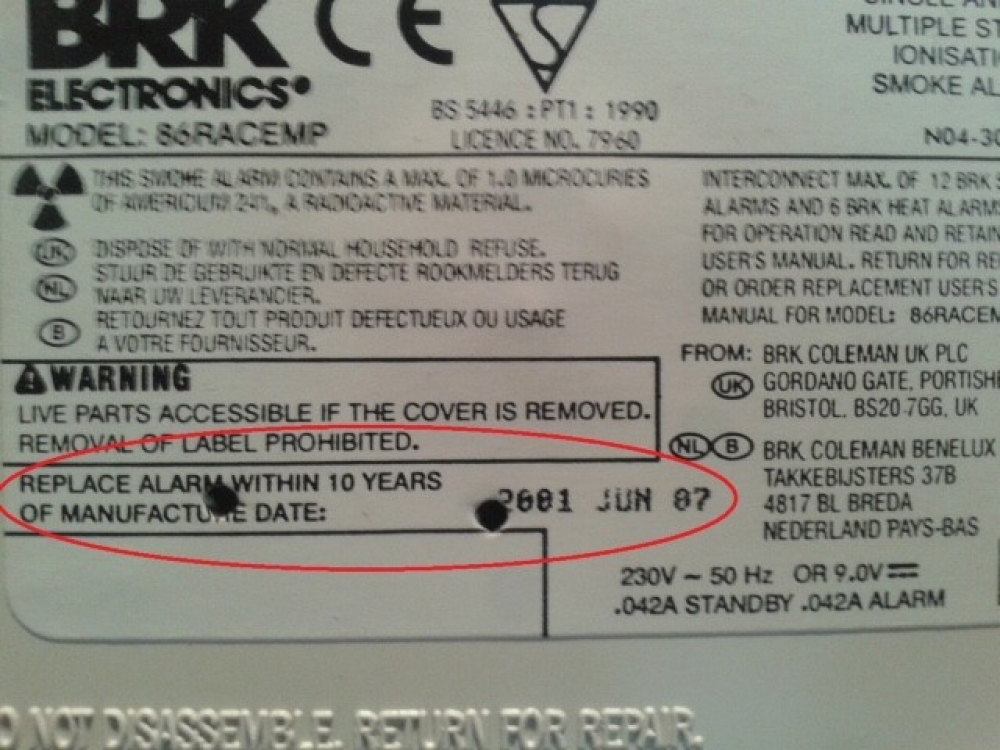 BRK CE
ELECTRONICS
MODEL: 86RACEMP
BS 5446 : PT1 : 1990
LICENCE NO. 7960
MULTIPLE
SMOKE
THIS SMOKE ALARM CONTAINS A MAX. OF 1.0 MICROCURIES
OF AMERICIUM 241, A RADIOACTIVE MATERIAL.
UK DISPOSE OF WITH NORMAL HOUSEHOLD REFUSE.
NL STUUR DE GEBRUIKTE EN DEFECTE ROOKMELDERS TERUG
NAAR UW LEVERANCIER.
B RETOURNEZ TOUT PRODUIT DEFECTUEUX OU USAGE
A VOTRE FOURNISSEUR.
INTERCONNECT MAX. OF 12 BRK
ALARMS AND 6 BRK HEAT ALARMS
FOR OPERATION READ AND RETAIN
USER'S MANUAL. RETURN FOR
OR ORDER REPLACEMENT USER'S
MANUAL FOR MODEL: 86RACEM
WARNING
LIVE PARTS ACCESSIBLE IF THE COVER IS REMOVED.
REMOVAL OF LABEL PROHIBITED.
REPLACE ALARM WITHIN 10 YEARS
OF MANUFACTURE DATE: 2001 JUN 07
FROM: BRK COLEMAN UK PLC
UK GORDANO GATE, PORTISHE
BRISTOL. BS20 7GG, UK
NL B BRK COLEMAN BENELUX
TAKKEBIJSTERS 37B
4817 BL BREDA
NEDERLAND PAYS-BAS
230V ~ 50 Hz OR 9.0V
.042A STANDBY .042A ALARM
NOT DISASSEMBLE. RETURN FOR REPAIR.